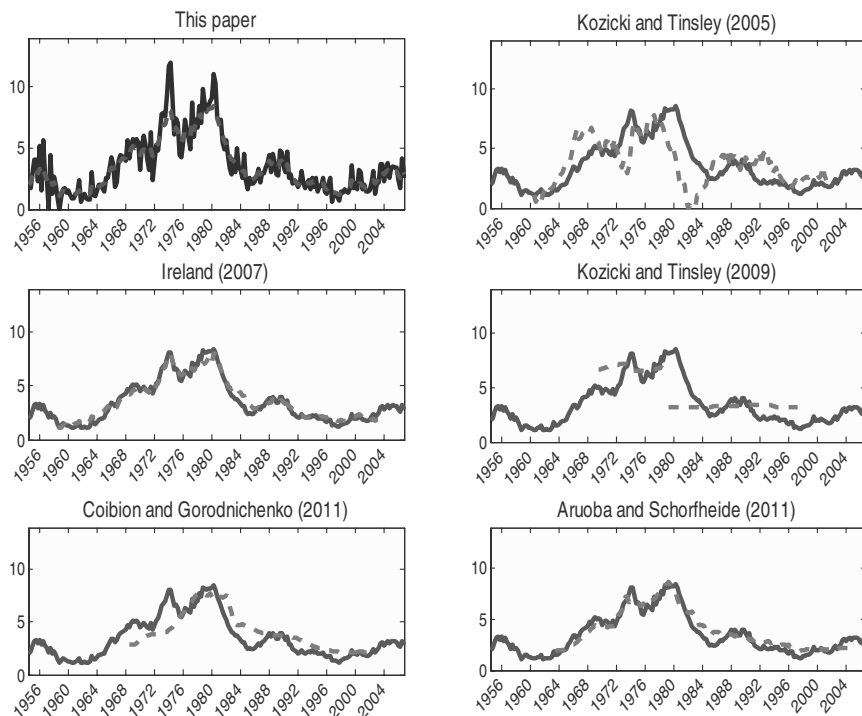 This paper
10
5
0
1956 1960 1964 1968 1972 1976 1980 1984 1988 1992 1996 2000 2004
Kozicki and Tinsley (2005)
10
5
0
1956 1960 1964 1968 1972 1976 1980 1984 1988 1992 1996 2000 2004
Ireland (2007)
10
5
0
1956 1960 1964 1968 1972 1976 1980 1984 1988 1992 1996 2000 2004
Kozicki and Tinsley (2009)
10
5
0
1956 1960 1964 1968 1972 1976 1980 1984 1988 1992 1996 2000 2004
Coibion and Gorodnichenko (2011)
10
5
0
1956 1960 1964 1968 1972 1976 1980 1984 1988 1992 1996 2000 2004
Aruoba and Schorfheide (2011)
10
5
0
1956 1960 1964 1968 1972 1976 1980 1984 1988 1992 1996 2000 2004